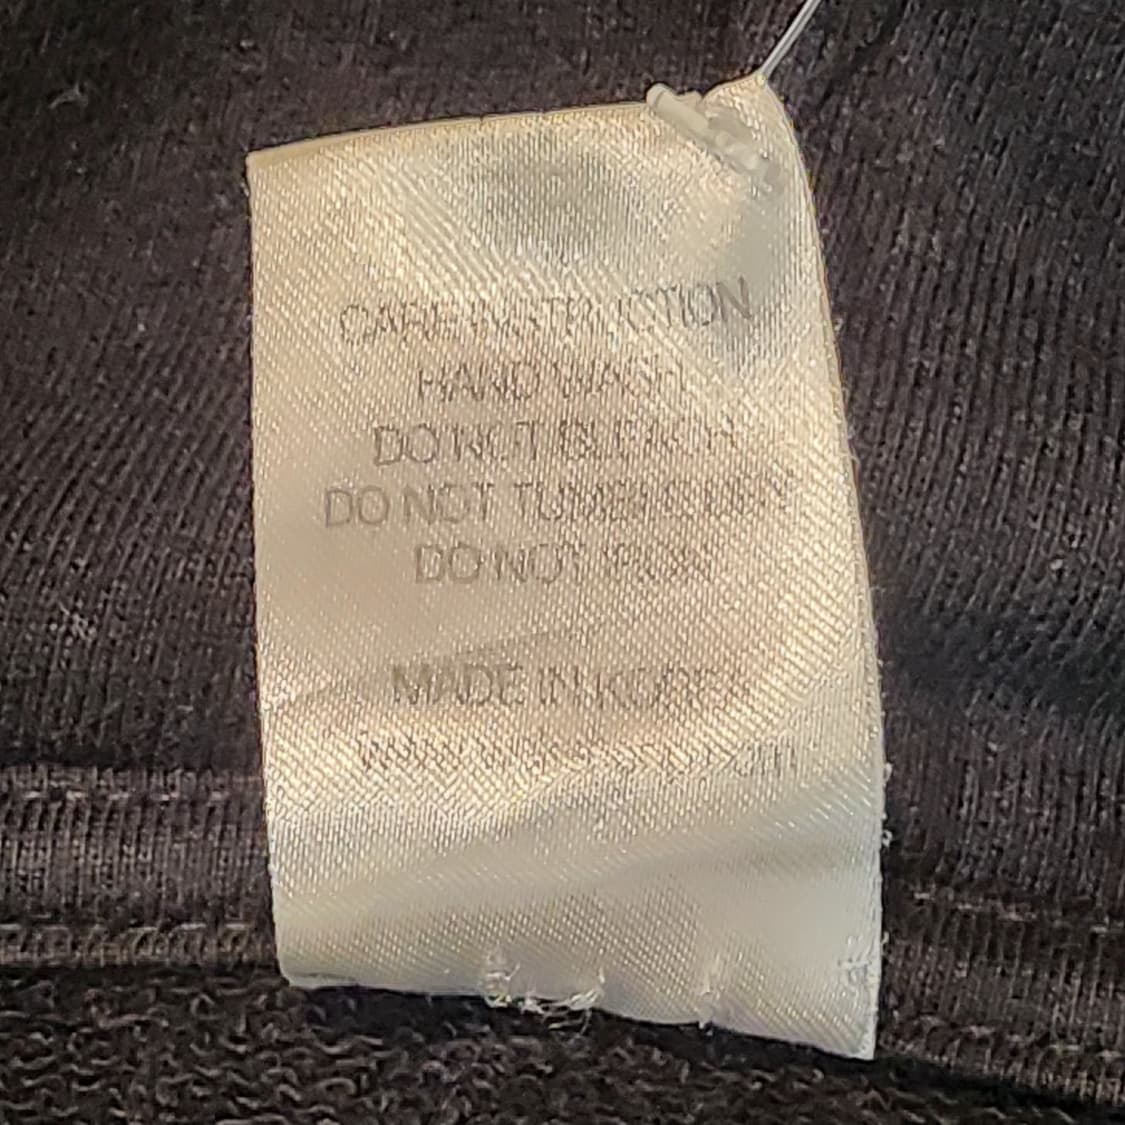 CARE INSTRUCTION
HAND WASH
DO NOT BLEACH
DO NOT TUMBLE DRY
DO NOT IRON
MADE IN KOREA